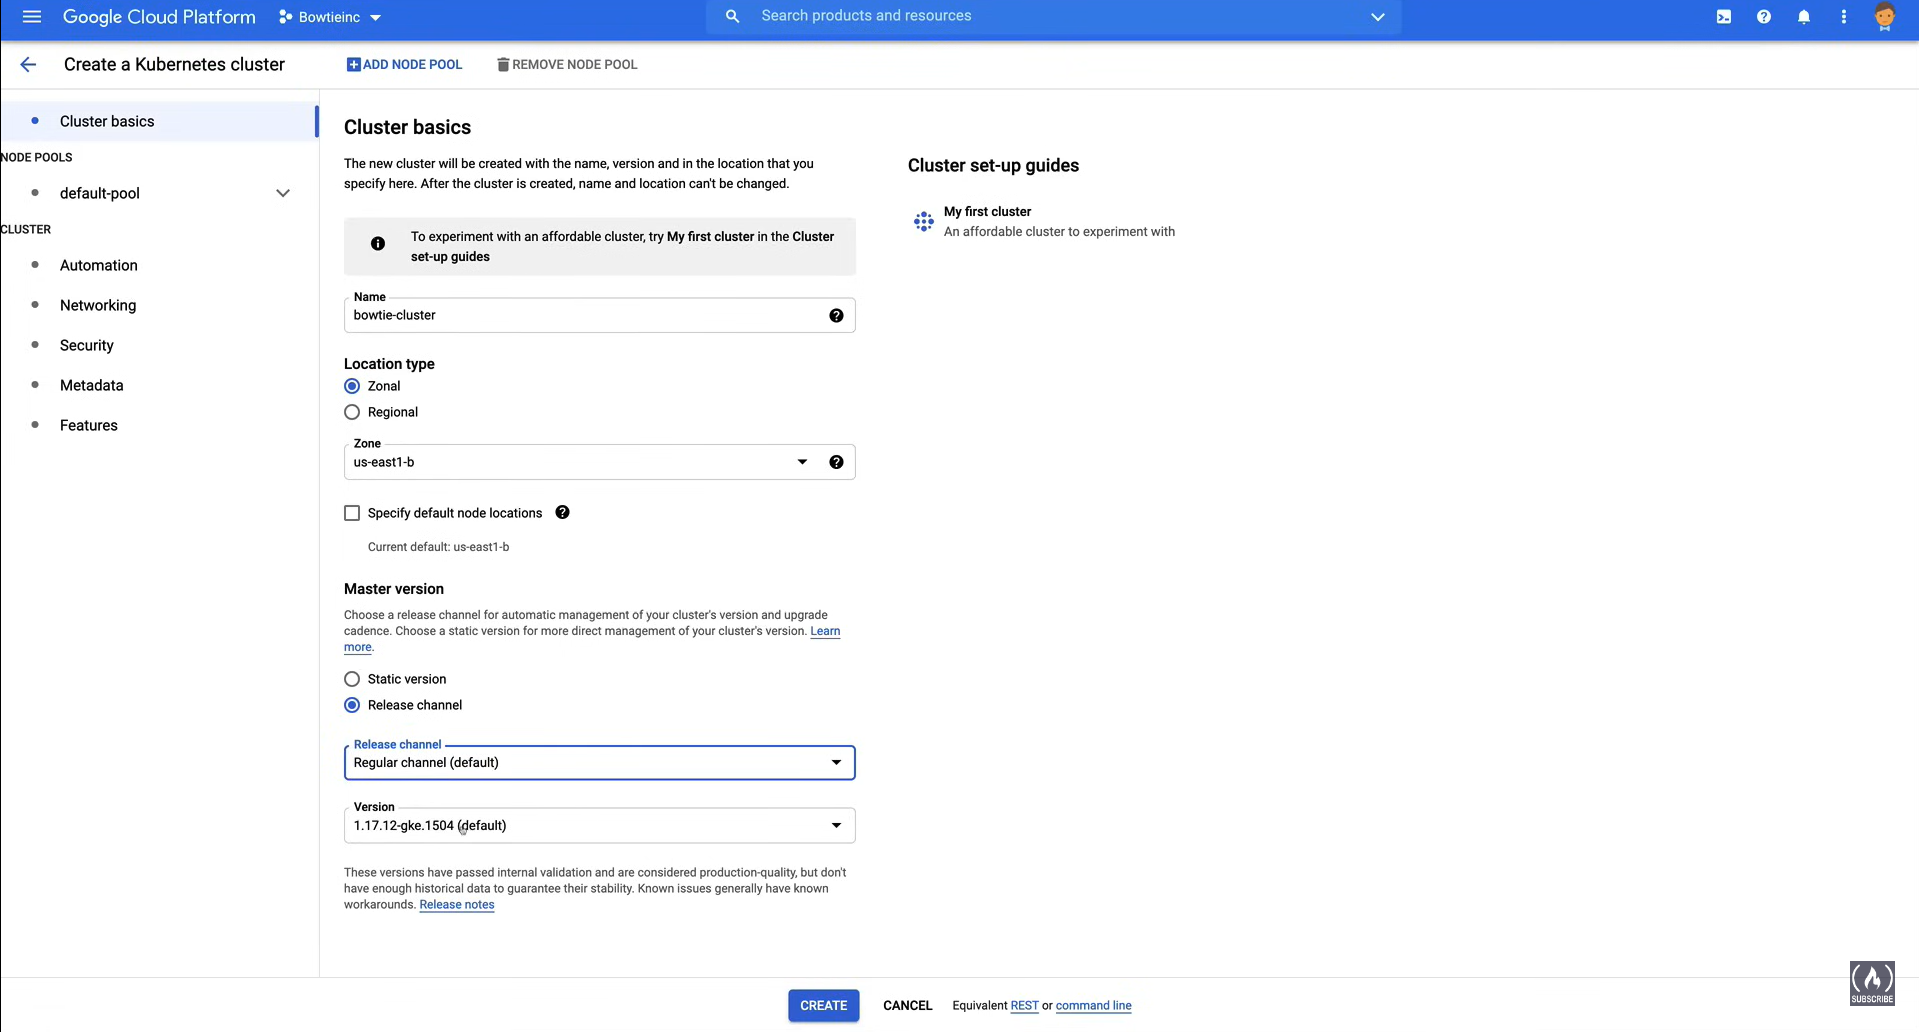 Google Cloud Platform
Bowtieinc
Search products and resources
Create a Kubernetes cluster
ADD NODE POOL
REMOVE NODE POOL
Cluster basics
NODE POOLS
default-pool
CLUSTER
Automation
Networking
Security
Metadata
Features
Cluster basics
The new cluster will be created with the name, version and in the location that you
specify here. After the cluster is created, name and location can't be changed.
To experiment with an affordable cluster, try My first cluster in the Cluster
set-up guides
Name
bowtie-cluster
Location type
Zonal
Regional
Zone
us-east1-b
Specify default node locations
Current default: us-east1-b
Master version
Choose a release channel for automatic management of your cluster's version and upgrade
cadence. Choose a static version for more direct management of your cluster's version. Learn
more.
Static version
Release channel
Release channel
Regular channel (default)
Version
1.17.12-gke.1504 (default)
These versions have passed internal validation and are considered production-quality, but don't
have enough historical data to guarantee their stability. Known issues generally have known
workarounds. Release notes
Cluster set-up guides
My first cluster
An affordable cluster to experiment with
CREATE
CANCEL
Equivalent REST or command line
SUBSCRIBE